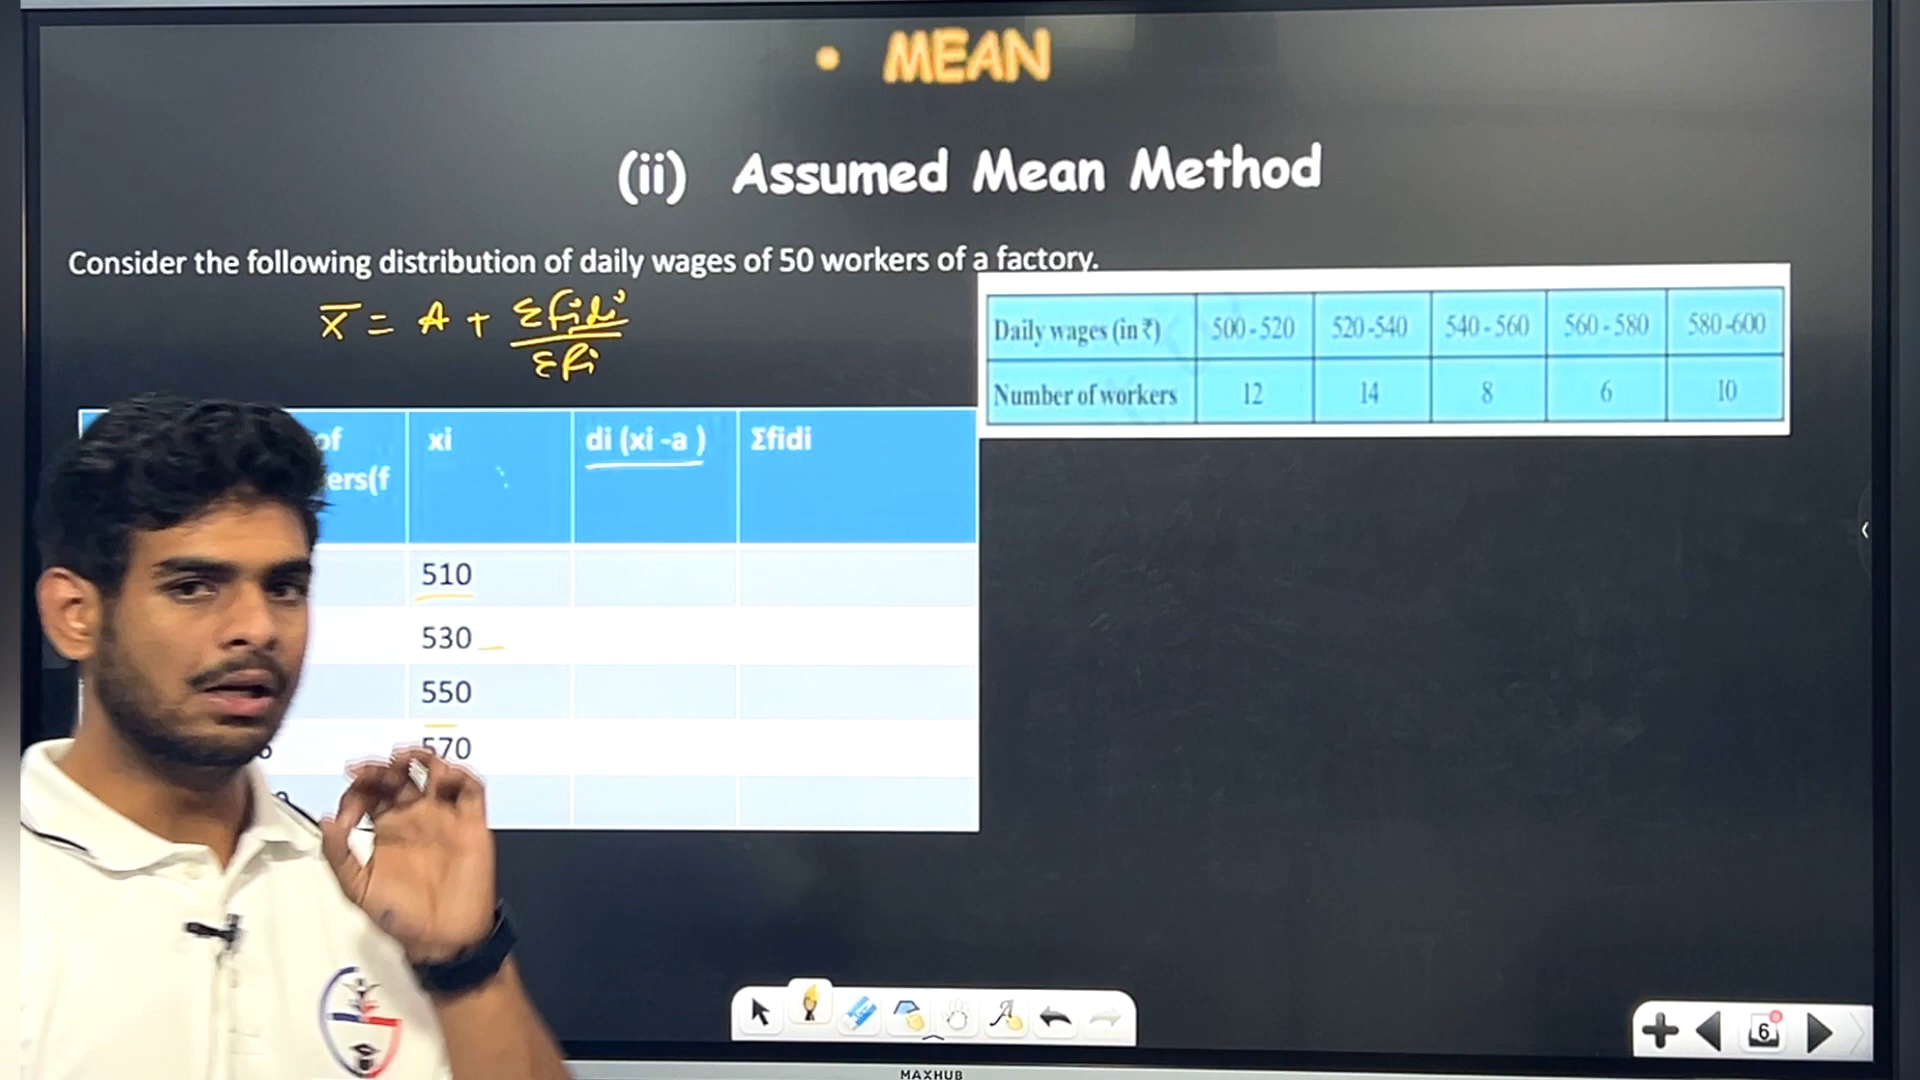 • MEAN
(ii) Assumed Mean Method
Consider the following distribution of daily wages of 50 workers of a factory.
x̄ = A + Σfidi / Σfi
Daily wages (in ₹) 500-520 520-540 540-560 560-580 580-600
Number of workers 12 14 8 6 10
of xi di (xi -a ) Σfidi
ers(f
510
530
550
570
6
MAXHUB